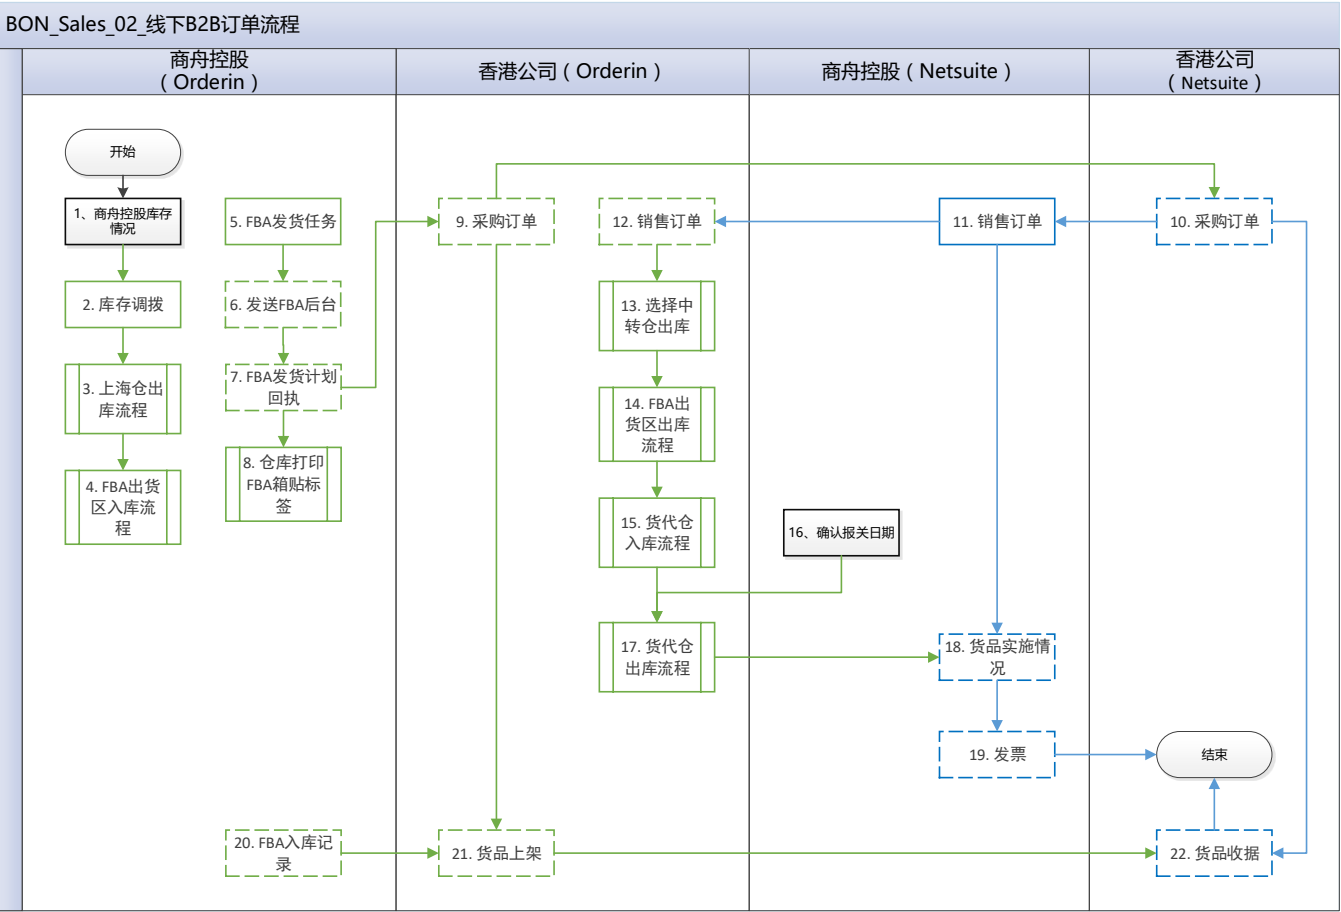 BON_Sales_02_线下B2B订单流程
商舟控股
（Orderin）
香港公司（Orderin）
商舟控股（Netsuite）
香港公司
（Netsuite）
开始
1、商舟控股库存
情况
2. 库存调拨
3. 上海仓出
库流程
4. FBA出货
区入库流
程
5. FBA发货任务
6. 发送FBA后台
7. FBA发货计划
回执
8. 仓库打印
FBA箱贴标
签
9. 采购订单
12. 销售订单
11. 销售订单
10. 采购订单
13. 选择中
转仓出库
14. FBA出
货区出库
流程
15. 货代仓
入库流程
16、确认报关日期
17. 货代仓
出库流程
18. 货品实施情
况
19. 发票
结束
20. FBA入库记
录
21. 货品上架
22. 货品收据